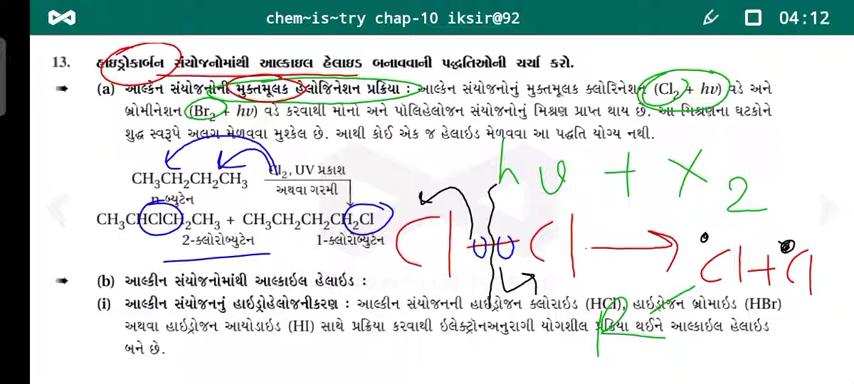 chem~is~try chap-10 iksir@92
04:12
13. હાઇડ્રોકાર્બન સંયોજનોમાંથી આલ્કાઇલ હેલાઇડ બનાવવાની પદ્ધતિઓની ચર્ચા કરો.
(a) આલ્કેન સંયોજનોની મુક્તમૂલક હેલોજિનેશન પ્રક્રિયા : આલ્કેન સંયોજનોનું મુક્તમૂલક ક્લોરિનેશન (Cl2 + hν) વડે અને
બ્રોમીનેશન (Br2 + hν) વડે કરવાથી મોનો અને પોલિહેલોજન સંયોજનોનું મિશ્રણ પ્રાપ્ત થાય છે. આ મિશ્રણના ઘટકોને
શુદ્ધ સ્વરૂપે અલગ મેળવવા મુશ્કેલ છે. આથી કોઈ એક જ હેલાઇડ મેળવવા આ પદ્ધતિ યોગ્ય નથી.
hν + X2
Cl2, UV પ્રકાશ
CH3CH2CH2CH3
અથવા ગરમી
n-બ્યુટેન
CH3CHClCH2CH3 + CH3CH2CH2CH2Cl
2-ક્લોરોબ્યુટેન 1-ક્લોરોબ્યુટેન
Cl Cl → Cl + Cl
(b) આલ્કીન સંયોજનોમાંથી આલ્કાઇલ હેલાઇડ :
(i) આલ્કીન સંયોજનનું હાઇડ્રોહેલોજનીકરણ : આલ્કીન સંયોજનની હાઇડ્રોજન ક્લોરાઇડ (HCl), હાઇડ્રોજન બ્રોમાઇડ (HBr)
અથવા હાઇડ્રોજન આયોડાઇડ (HI) સાથે પ્રક્રિયા કરવાથી ઇલેક્ટ્રૉનઅનુરાગી યોગશીલ પ્રક્રિયા થઈને આલ્કાઇલ હેલાઇડ
બને છે.